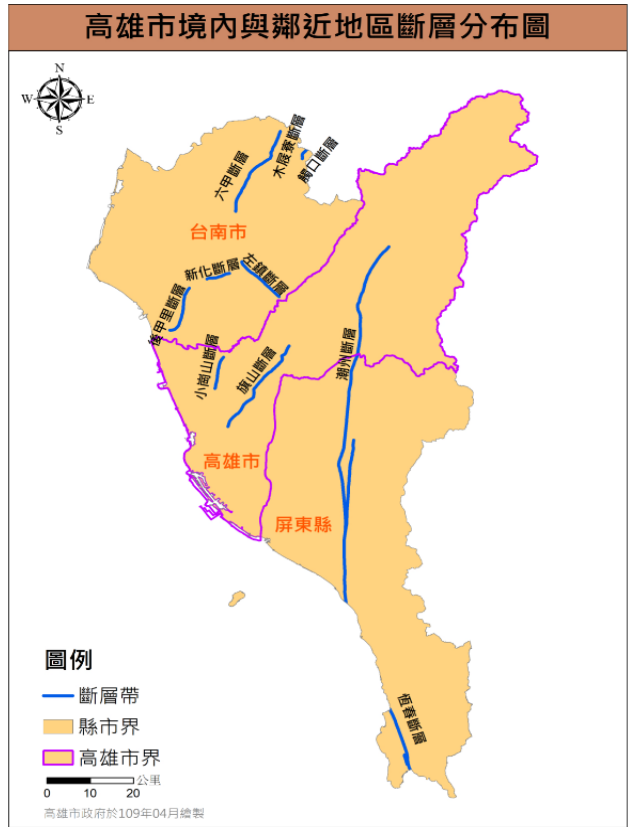 高雄市境內與鄰近地區斷層分布圖
N
W
E
S
木屐寮斷層
觸口斷層
六甲斷層
台南市
左鎮斷層
新化斷層
後甲里斷層
潮州斷層
小崗山斷層
旗山斷層
高雄市
屏東縣
恆春斷層
圖例
斷層帶
縣市界
高雄市界
公里
0 10 20
高雄市政府於109年04月繪製